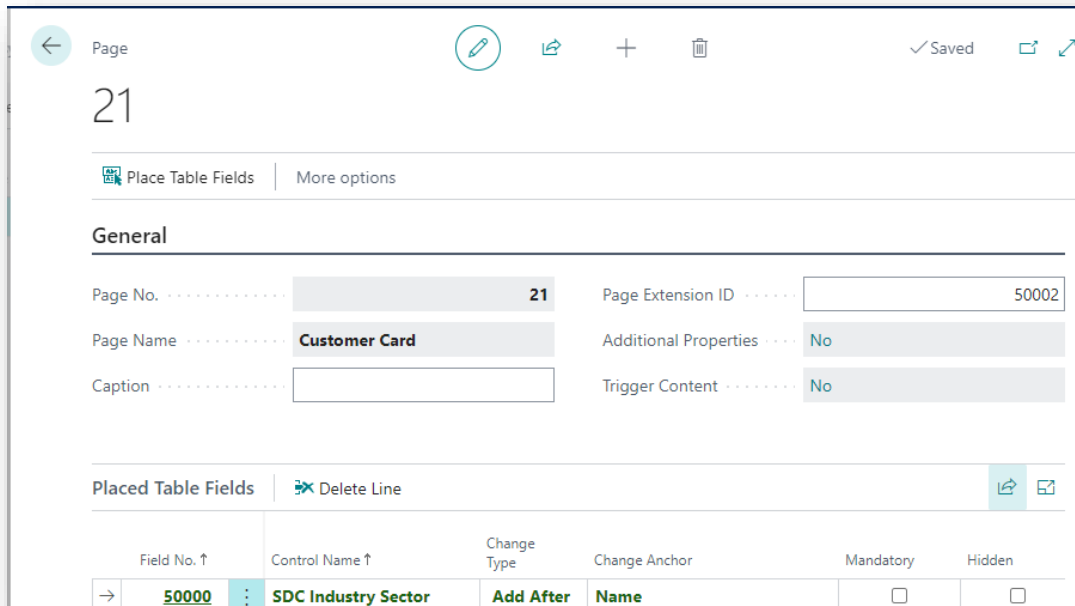 Page
Saved
21
Place Table Fields More options
General
Page No. 21 Page Extension ID 50002
Page Name Customer Card Additional Properties No
Caption Trigger Content No
Placed Table Fields Delete Line
Field No. ↑ Control Name ↑ Change Type Change Anchor Mandatory Hidden
50000 SDC Industry Sector Add After Name